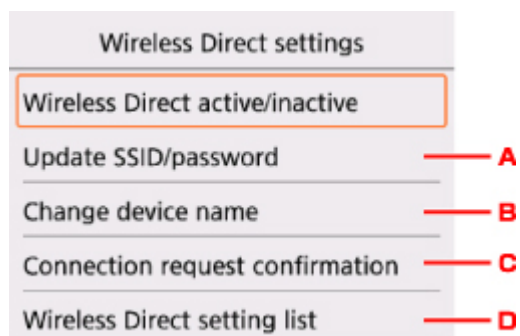 Wireless Direct settings
Wireless Direct active/inactive
Update SSID/password A
Change device name B
Connection request confirmation C
Wireless Direct setting list D